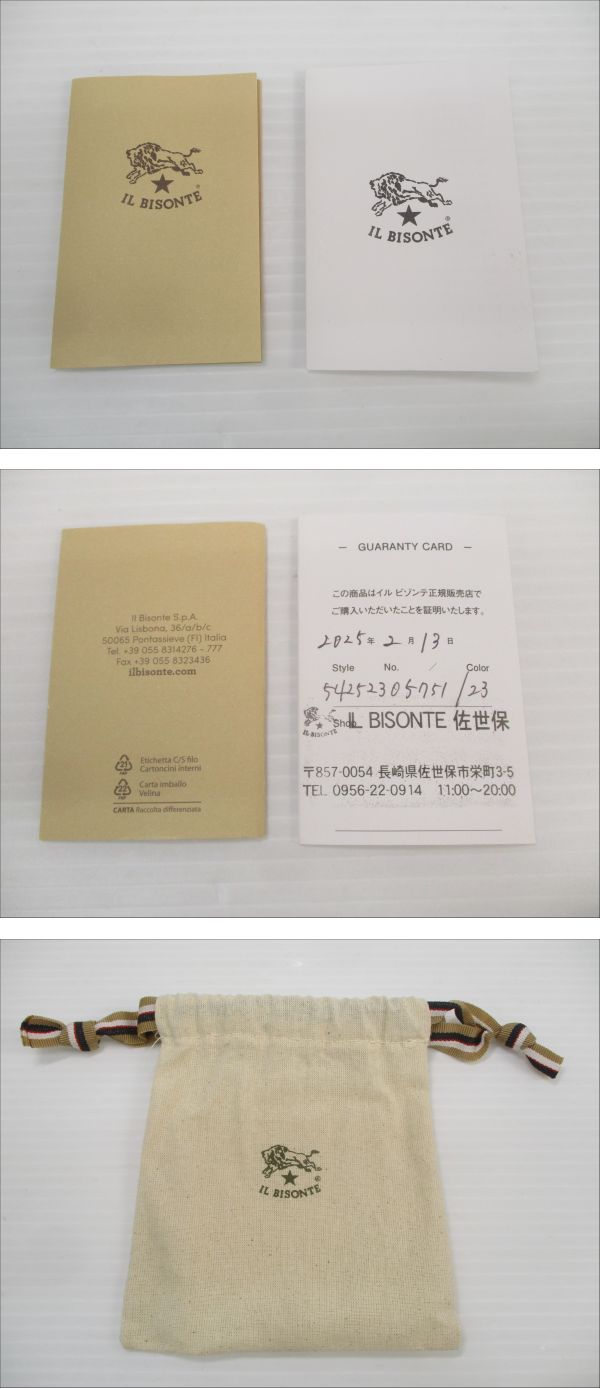 IL BISONTE®
IL BISONTE®
Il Bisonte S.p.A.
Via Lisbona, 36/a/b/c
50065 Pontassieve (FI) Italia
Tel. +39 055 8314276 - 777
Fax +39 055 8323436
ilbisonte.com
21
PAP
Etichetta C/S filo
Cartoncini interni
22
PAP
Carta imballo
Velina
CARTA Raccolta differenziata
— GUARANTY CARD —
この商品はイル ビゾンテ正規販売店で
ご購入いただいたことを証明いたします。
2025年 2月 13日
Style No. / Color
54252305751/23
IL BISONTE
Shop IL BISONTE 佐世保
〒857-0054 長崎県佐世保市栄町3-5
TEL 0956-22-0914 11:00～20:00
IL BISONTE®